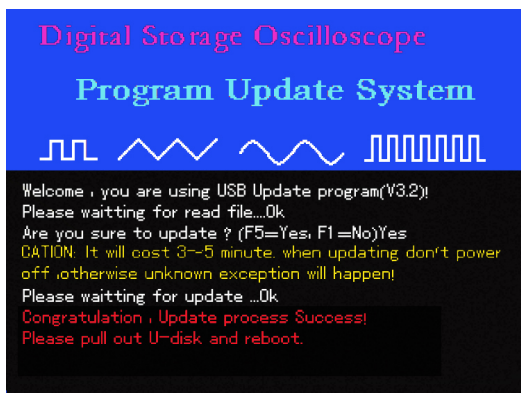 Digital Storage Oscilloscope
Program Update System
Welcome , you are using USB Update program(V3.2)!
Please waitting for read file....Ok
Are you sure to update ? (F5=Yes, F1=No)Yes
CATION: It will cost 3--5 minute. when updating don't power
off ,otherwise unknown exception will happen!
Please waitting for update ...Ok
Congratulation , Update process Success!
Please pull out U-disk and reboot.